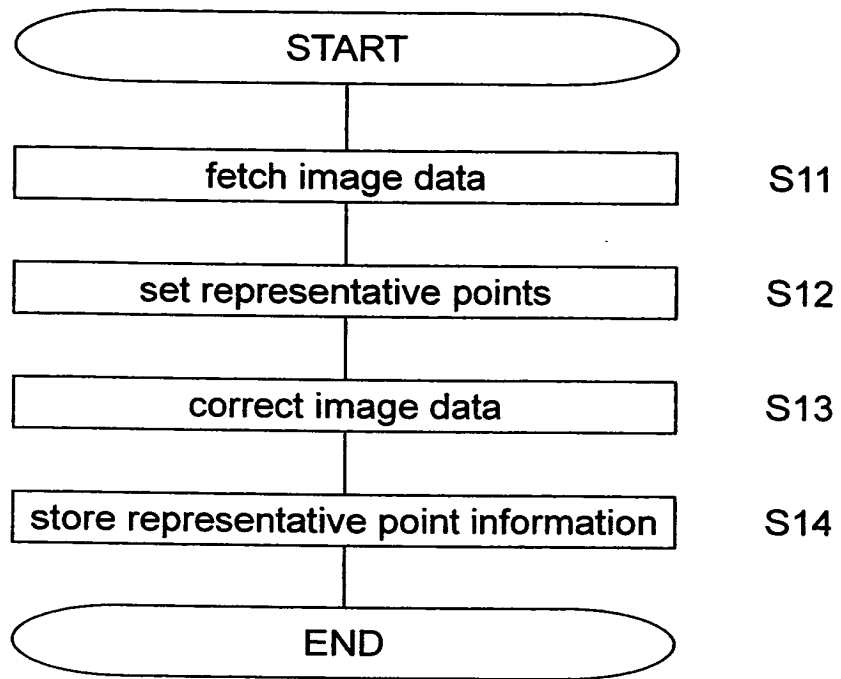 START
fetch image data S11
set representative points S12
correct image data S13
store representative point information S14
END